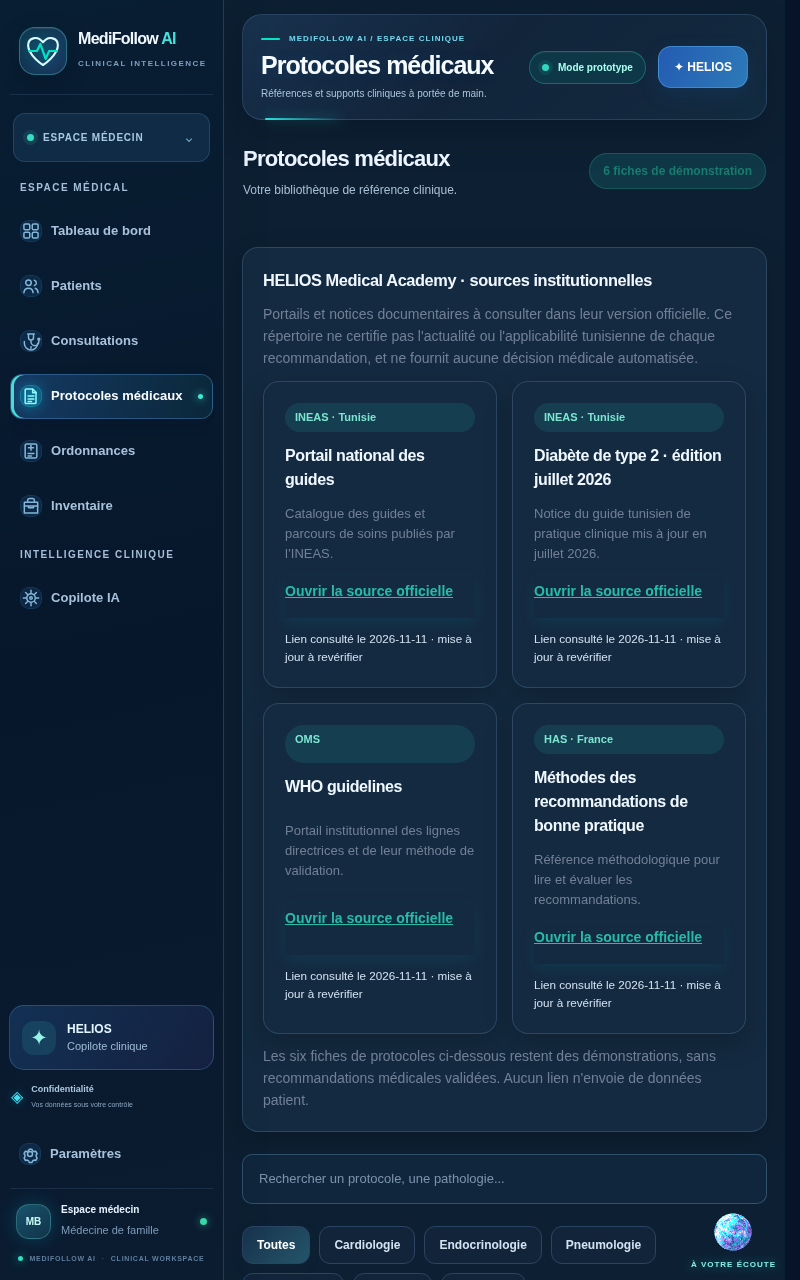 MediFollow AI
CLINICAL INTELLIGENCE
ESPACE MÉDECIN
ESPACE MÉDICAL
Tableau de bord
Patients
Consultations
Protocoles médicaux
Ordonnances
Inventaire
INTELLIGENCE CLINIQUE
Copilote IA
HELIOS
Copilote clinique
Confidentialité
Vos données sous votre contrôle
Paramètres
MB
Espace médecin
Médecine de famille
MEDIFOLLOW AI · CLINICAL WORKSPACE
MEDIFOLLOW AI / ESPACE CLINIQUE
Protocoles médicaux
Références et supports cliniques à portée de main.
Mode prototype
✦ HELIOS
Protocoles médicaux
Votre bibliothèque de référence clinique.
6 fiches de démonstration
HELIOS Medical Academy · sources institutionnelles
Portails et notices documentaires à consulter dans leur version officielle. Ce
répertoire ne certifie pas l'actualité ou l'applicabilité tunisienne de chaque
recommandation, et ne fournit aucune décision médicale automatisée.
INEAS · Tunisie
Portail national des
guides
Catalogue des guides et
parcours de soins publiés par
l'INEAS.
Ouvrir la source officielle
Lien consulté le 2026-11-11 · mise à
jour à revérifier
INEAS · Tunisie
Diabète de type 2 · édition
juillet 2026
Notice du guide tunisien de
pratique clinique mis à jour en
juillet 2026.
Ouvrir la source officielle
Lien consulté le 2026-11-11 · mise à
jour à revérifier
OMS
WHO guidelines
Portail institutionnel des lignes
directrices et de leur méthode de
validation.
Ouvrir la source officielle
Lien consulté le 2026-11-11 · mise à
jour à revérifier
HAS · France
Méthodes des
recommandations de
bonne pratique
Référence méthodologique pour
lire et évaluer les
recommandations.
Ouvrir la source officielle
Lien consulté le 2026-11-11 · mise à
jour à revérifier
Les six fiches de protocoles ci-dessous restent des démonstrations, sans
recommandations médicales validées. Aucun lien n'envoie de données
patient.
Rechercher un protocole, une pathologie...
Toutes
Cardiologie
Endocrinologie
Pneumologie
À VOTRE ÉCOUTE